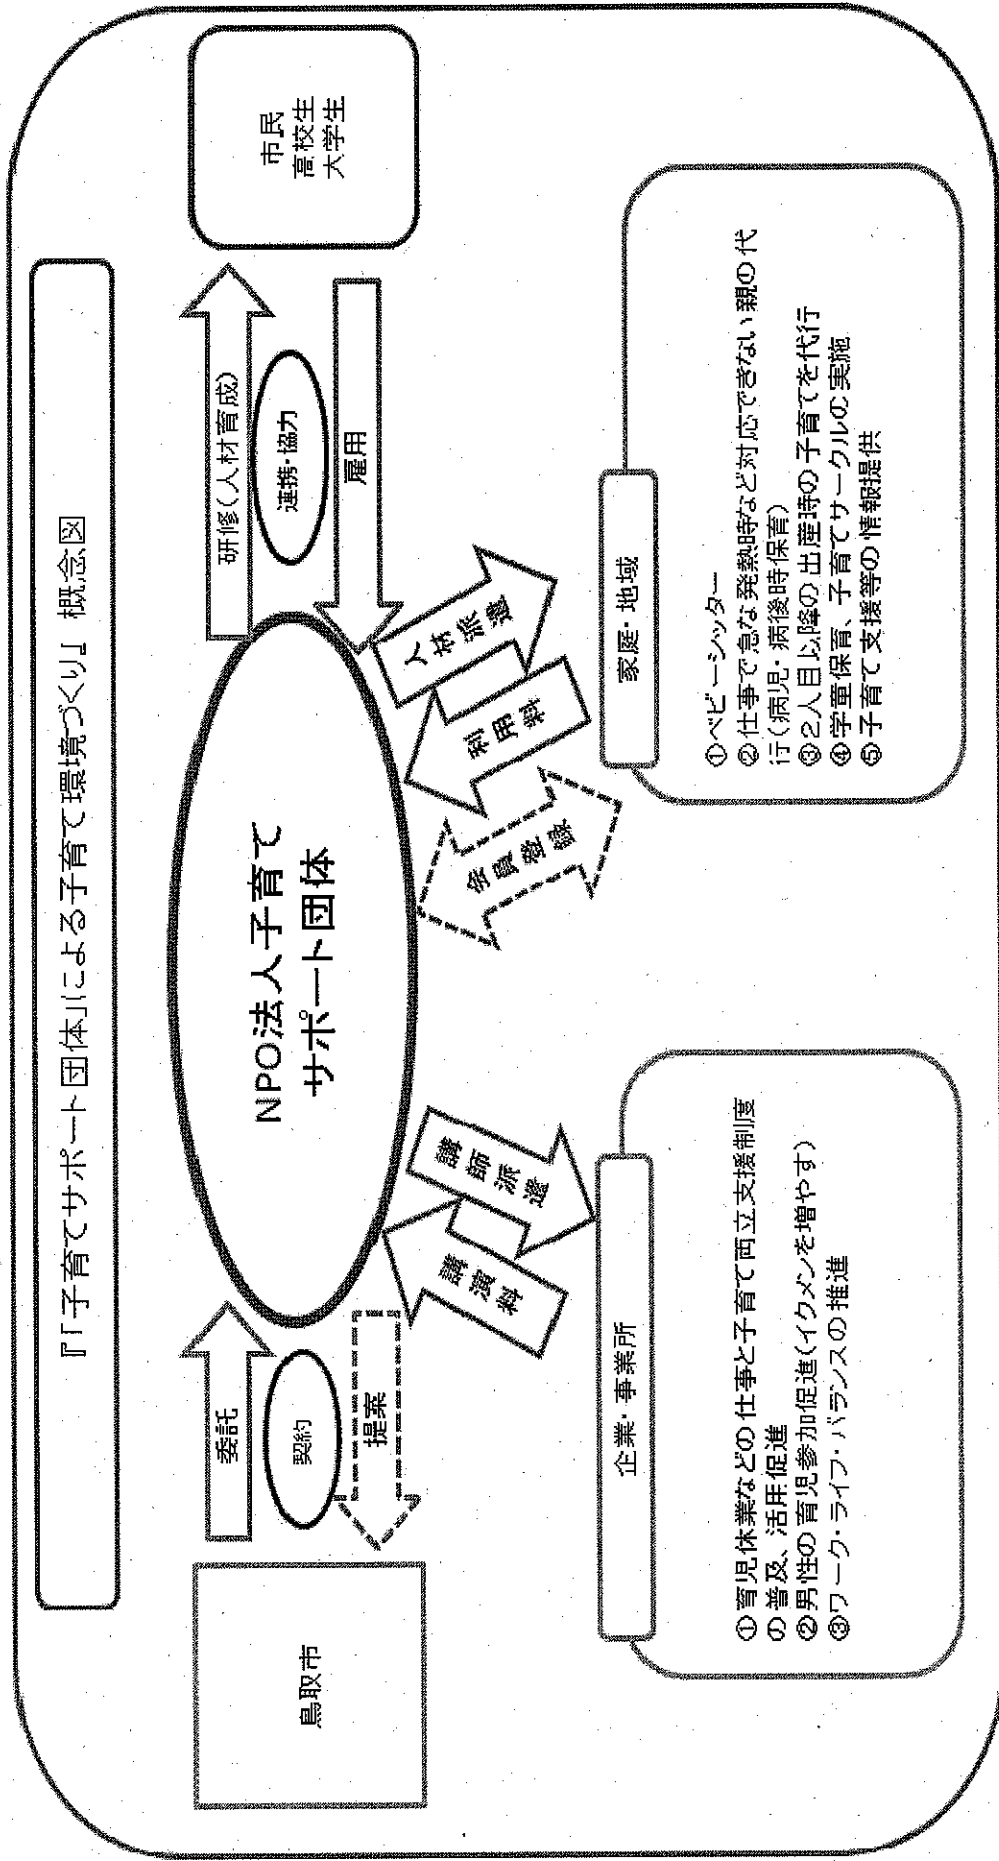 『「子育てサポート団体」による子育て環境づくり』概念図
鳥取市
委託
契約
提案
NPO法人子育て
サポート団体
研修(人材育成)
連携・協力
雇用
市民
高校生
大学生
講演料
講師派遣
会員登録
利用料
人材派遣
企業・事業所
①育児休業などの仕事と子育て両立支援制度
の普及、活用促進
②男性の育児参加促進(イクメンを増やす)
③ワーク・ライフ・バランスの推進
家庭・地域
①ベビーシッター
②仕事で急な発熱時など対応できない親の代
行(病児・病後時保育)
③2人目以降の出産時の子育てを代行
④学童保育、子育てサークルの実施
⑤子育て支援等の情報提供